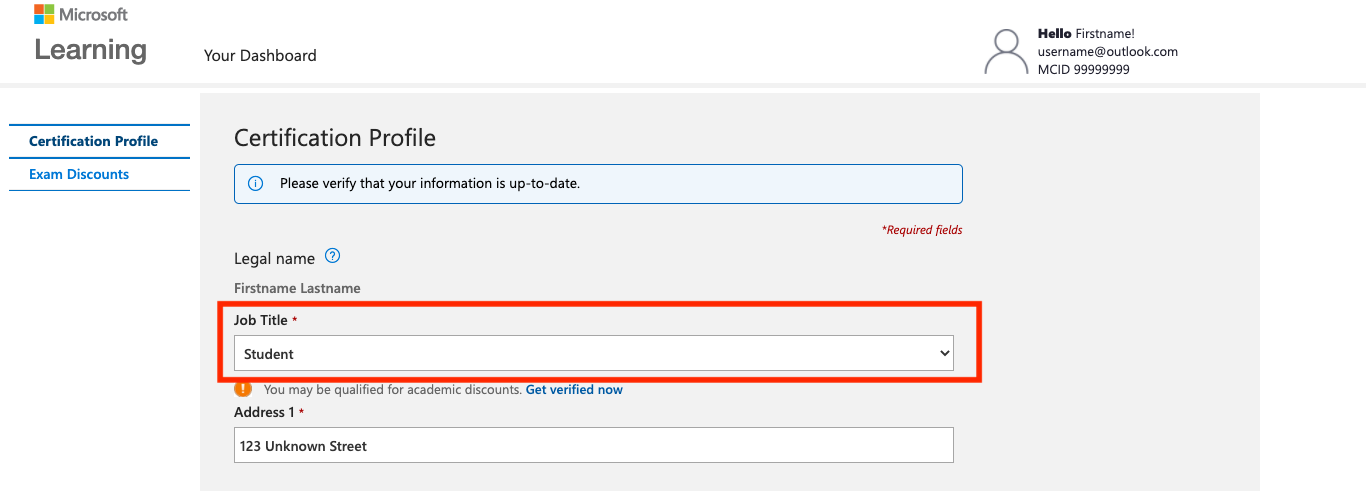 Microsoft
Learning
Your Dashboard
Hello Firstname!
username@outlook.com
MCID 99999999
Certification Profile
Exam Discounts
Certification Profile
Please verify that your information is up-to-date.
*Required fields
Legal name ?
Firstname Lastname
Job Title *
Student
You may be qualified for academic discounts. Get verified now
Address 1 *
123 Unknown Street